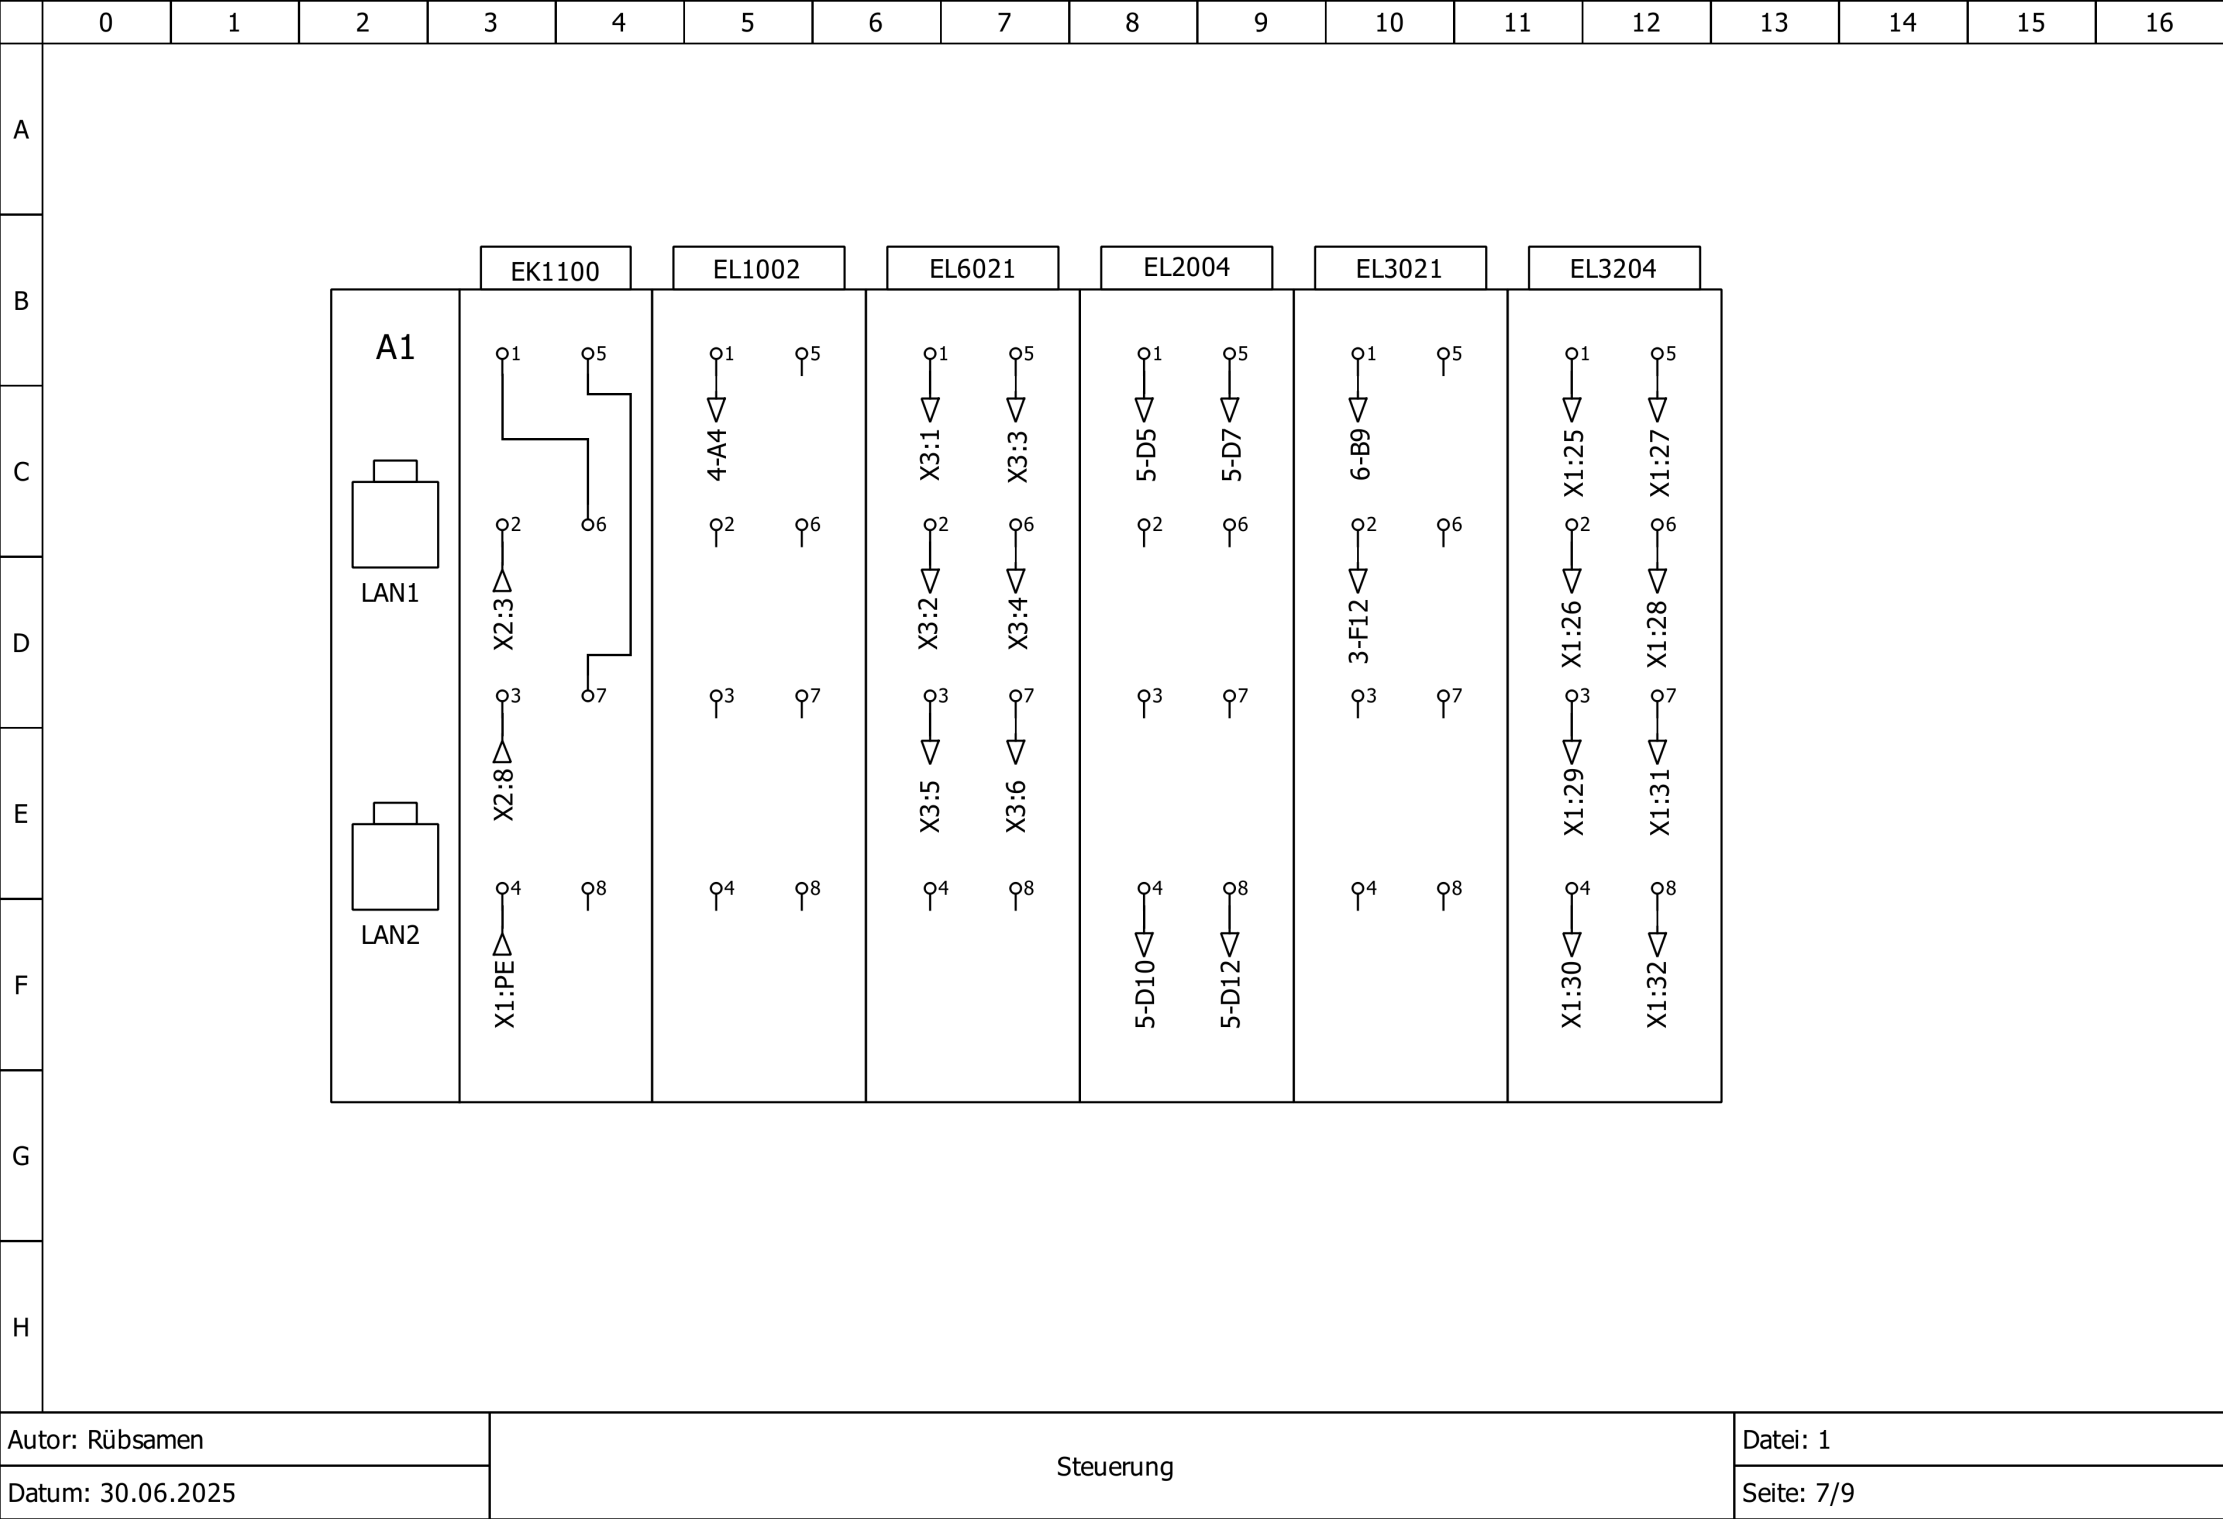 0 1 2 3 4 5 6 7 8 9 10 11 12 13 14 15 16
A
B
C
D
E
F
G
H
EK1100 EL1002 EL6021 EL2004 EL3021 EL3204
A1
1 5 1 5 1 5 1 5 1 5 1 5
4-A4 X3:1 X3:3 5-D5 5-D7 6-B9 X1:25 X1:27
2 6 2 6 2 6 2 6 2 6 2 6
LAN1
X2:3 X3:2 X3:4 3-F12 X1:26 X1:28
3 7 3 7 3 7 3 7 3 7 3 7
X2:8 X3:5 X3:6 X1:29 X1:31
4 8 4 8 4 8 4 8 4 8 4 8
LAN2
X1:PE 5-D10 5-D12 X1:30 X1:32
Autor: Rübsamen
Datum: 30.06.2025
Steuerung
Datei: 1
Seite: 7/9